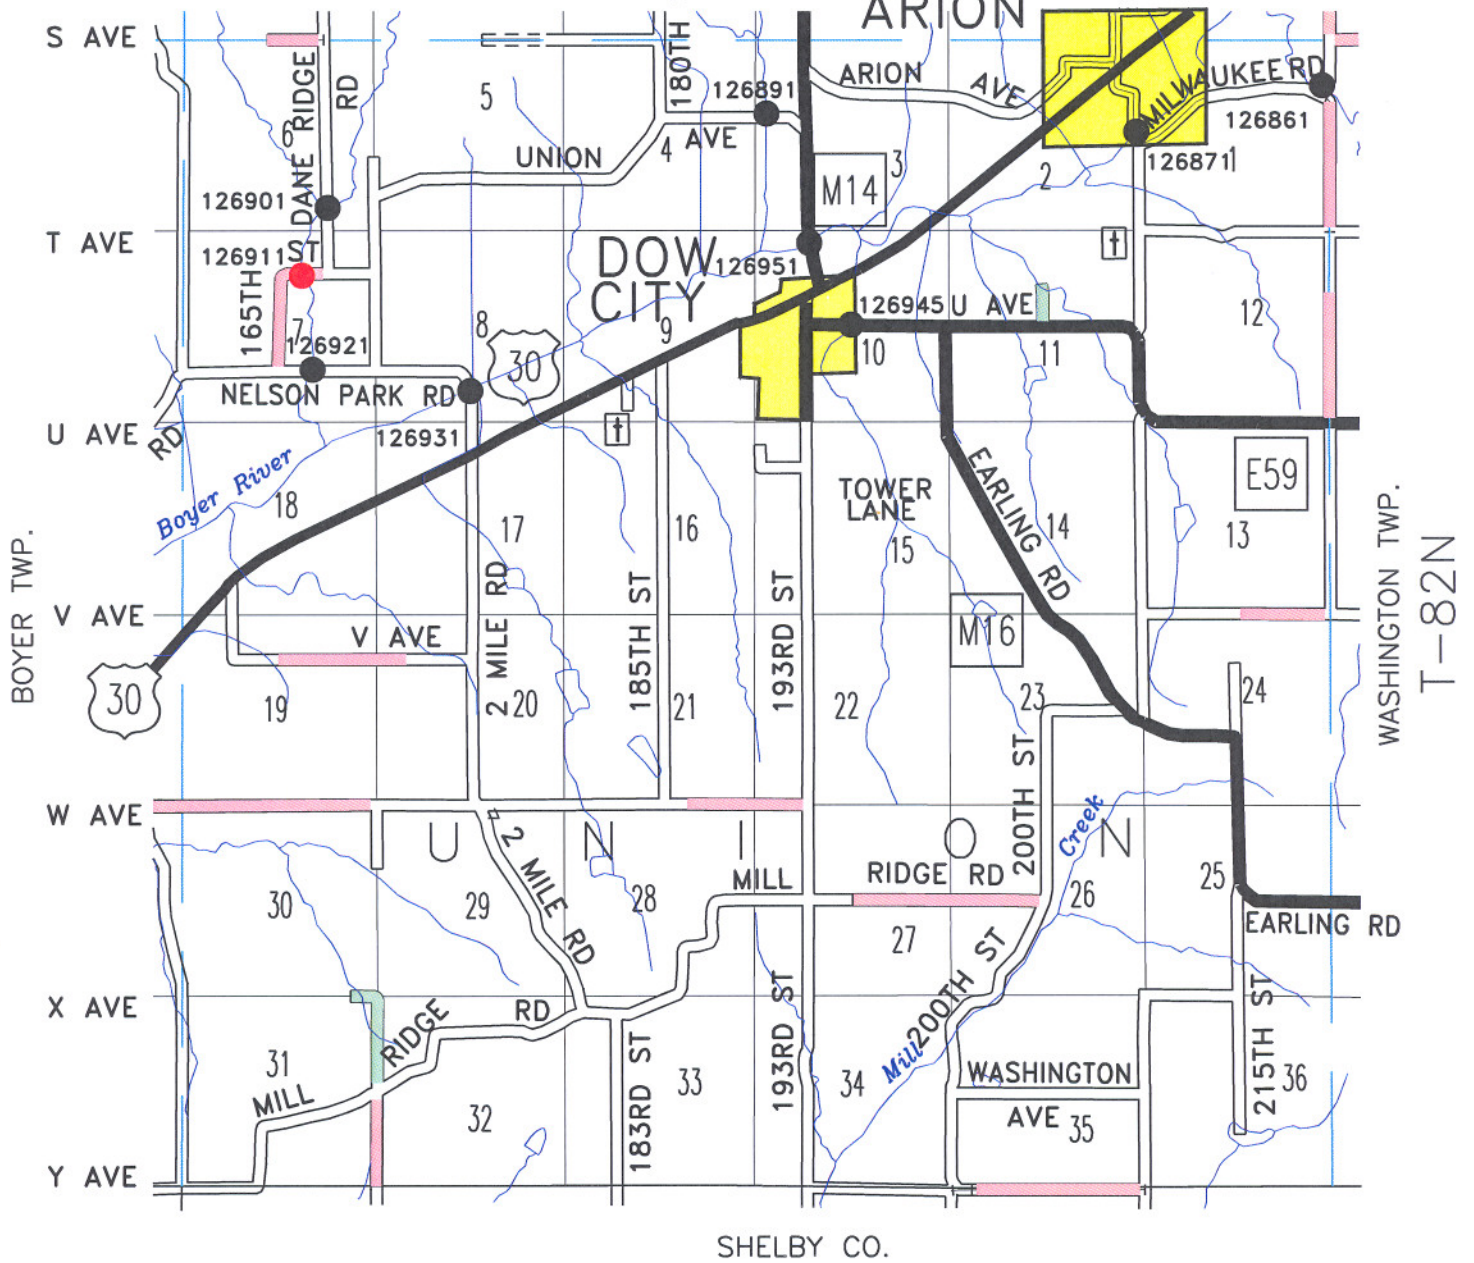 ARION
S AVE
DANE RIDGE RD
180TH
5
126891
ARION AVE
MILWAUKEE RD
126861
6
4
AVE
UNION
3
M14
2
126871
1
126901
T AVE
126911
ST
165TH
DOW
CITY
126951
126945
U AVE
12
7
126921
8
30
9
10
11
NELSON PARK RD
U AVE
RD
126931
Boyer River
18
17
16
TOWER
LANE
15
EARLING RD
14
E59
13
BOYER TWP.
WASHINGTON TWP.
T-82N
V AVE
V AVE
2 MILE RD
185TH ST
193RD ST
M16
30
19
20
21
22
23
24
W AVE
U N I O N
200TH ST
Creek
2 MILE RD
MILL RIDGE RD
30
29
28
27
26
25
EARLING RD
X AVE
RIDGE RD
MILL
31
32
183RD ST
33
193RD ST
34
Mill
200TH ST
WASHINGTON
AVE
35
215TH ST
36
Y AVE
SHELBY CO.